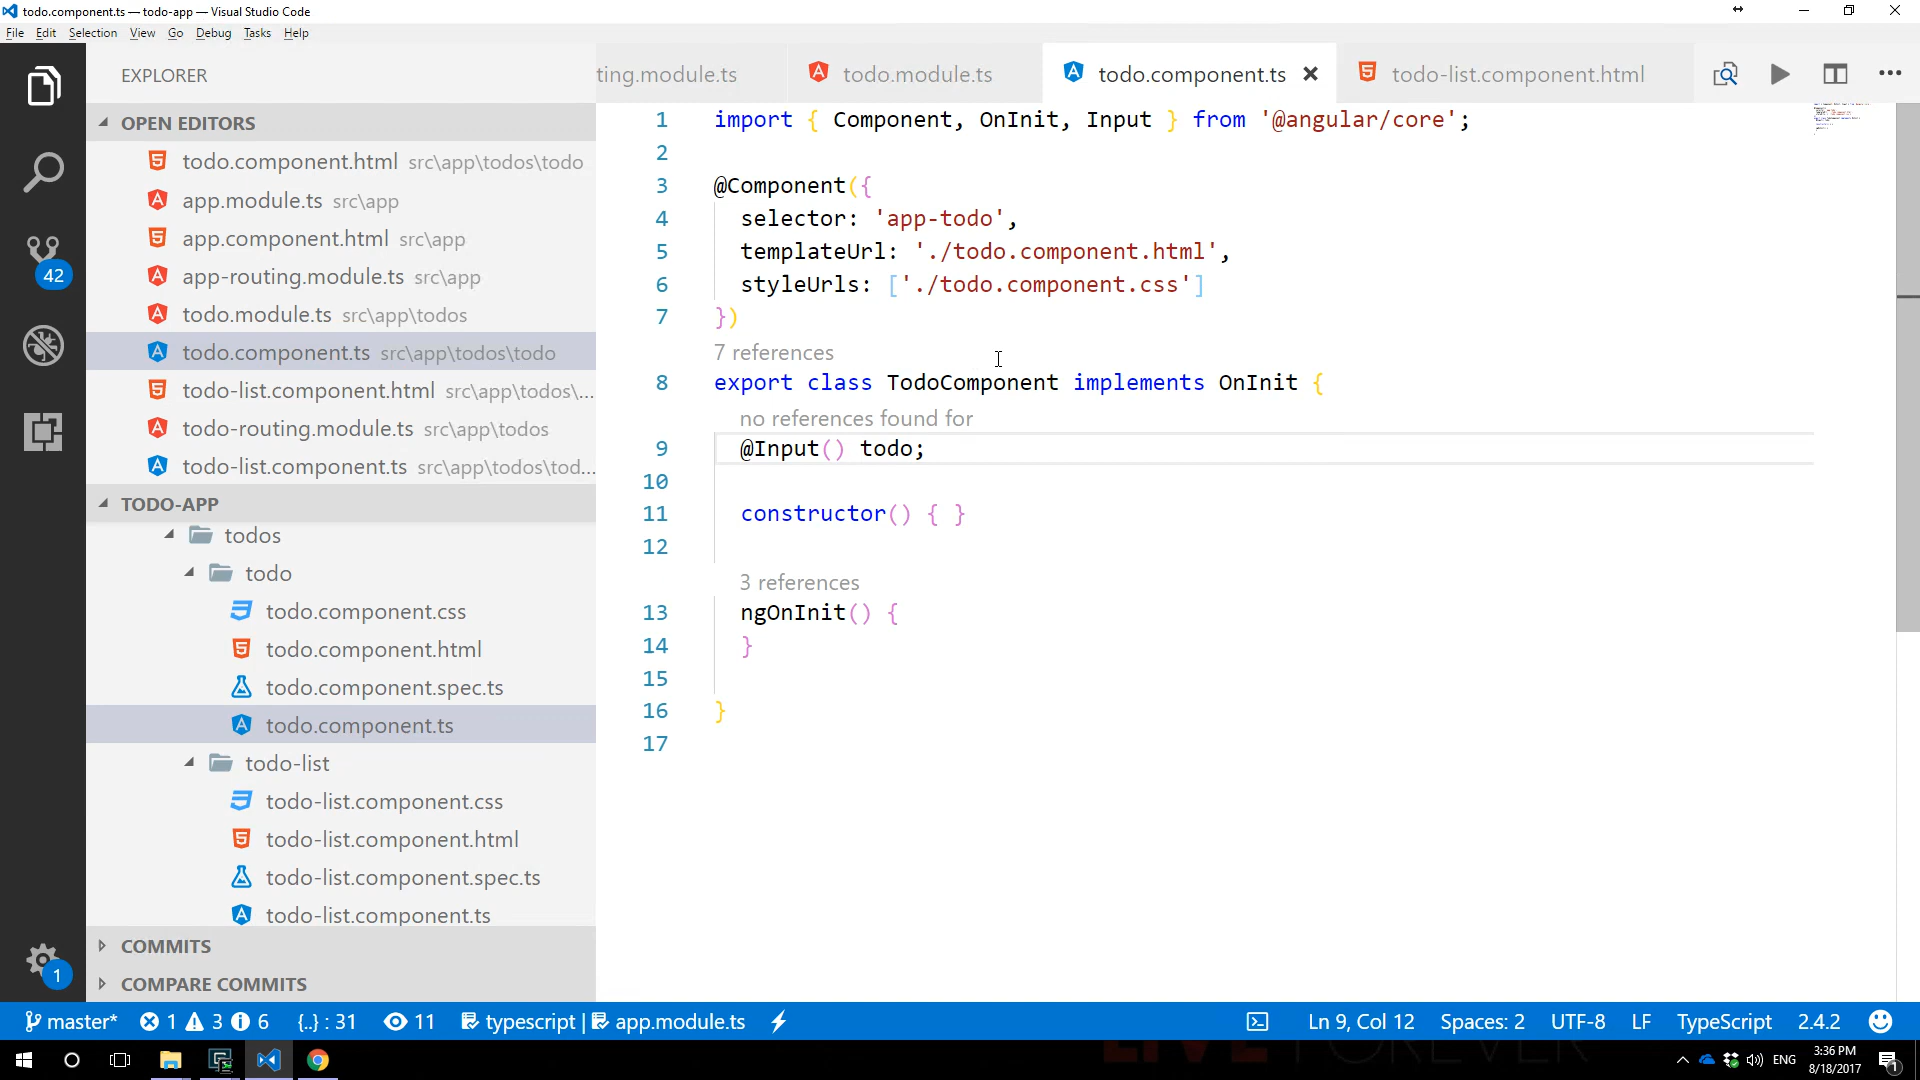 todo.component.ts — todo-app — Visual Studio Code
File Edit Selection View Go Debug Tasks Help
EXPLORER
ting.module.ts todo.module.ts todo.component.ts todo-list.component.html
OPEN EDITORS
todo.component.html src\app\todos\todo
app.module.ts src\app
app.component.html src\app
app-routing.module.ts src\app
todo.module.ts src\app\todos
todo.component.ts src\app\todos\todo
todo-list.component.html src\app\todos\...
todo-routing.module.ts src\app\todos
todo-list.component.ts src\app\todos\tod...
TODO-APP
todos
todo
todo.component.css
todo.component.html
todo.component.spec.ts
todo.component.ts
todo-list
todo-list.component.css
todo-list.component.html
todo-list.component.spec.ts
todo-list.component.ts
COMMITS
COMPARE COMMITS
42
1
1 import { Component, OnInit, Input } from '@angular/core';
2
3 @Component({
4 selector: 'app-todo',
5 templateUrl: './todo.component.html',
6 styleUrls: ['./todo.component.css']
7 })
7 references
8 export class TodoComponent implements OnInit {
no references found for
9 @Input() todo;
10
11 constructor() { }
12
3 references
13 ngOnInit() {
14 }
15
16 }
17
master* 1 3 6 {..} : 31 11 typescript | app.module.ts Ln 9, Col 12 Spaces: 2 UTF-8 LF TypeScript 2.4.2
ENG 3:36 PM
8/18/2017
1